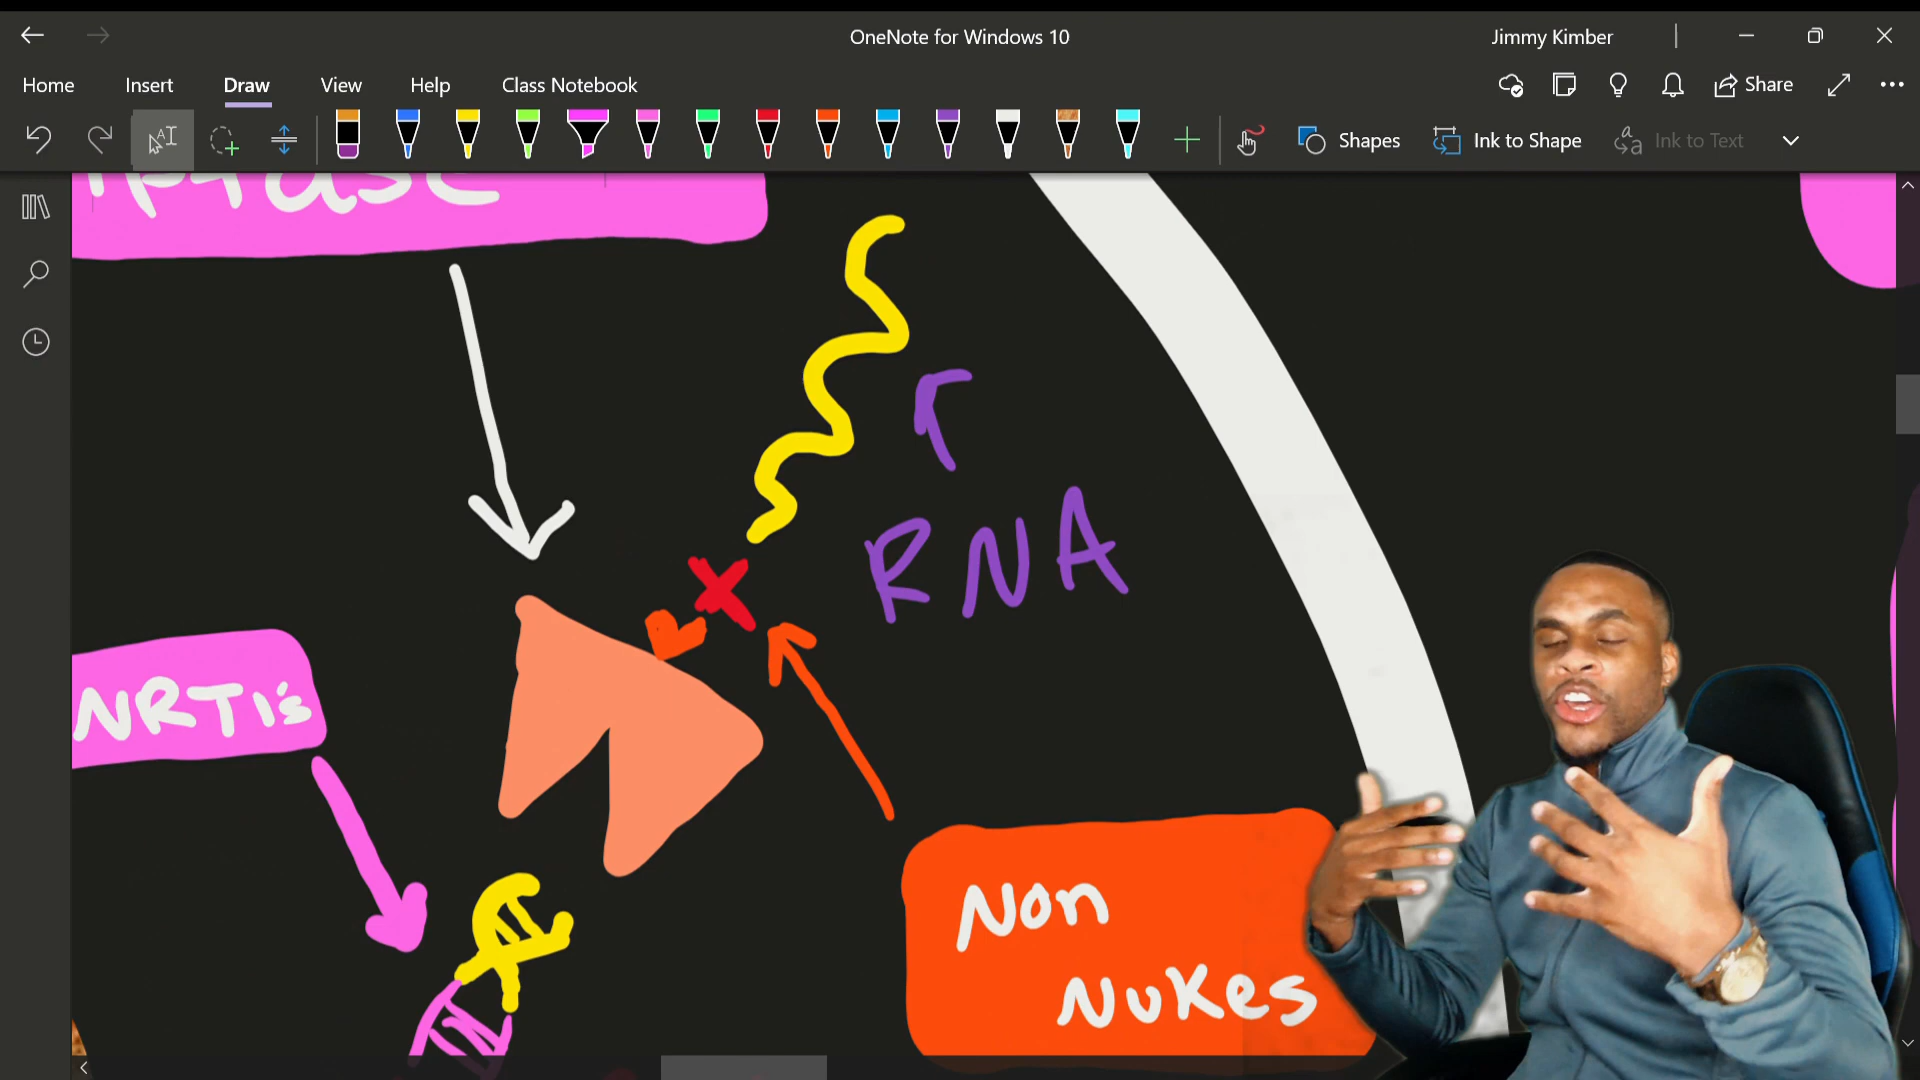 OneNote for Windows 10
Jimmy Kimber
Home Insert Draw View Help Class Notebook
Share
Shapes Ink to Shape Ink to Text
RNA
NRTI's
Non
Nukes